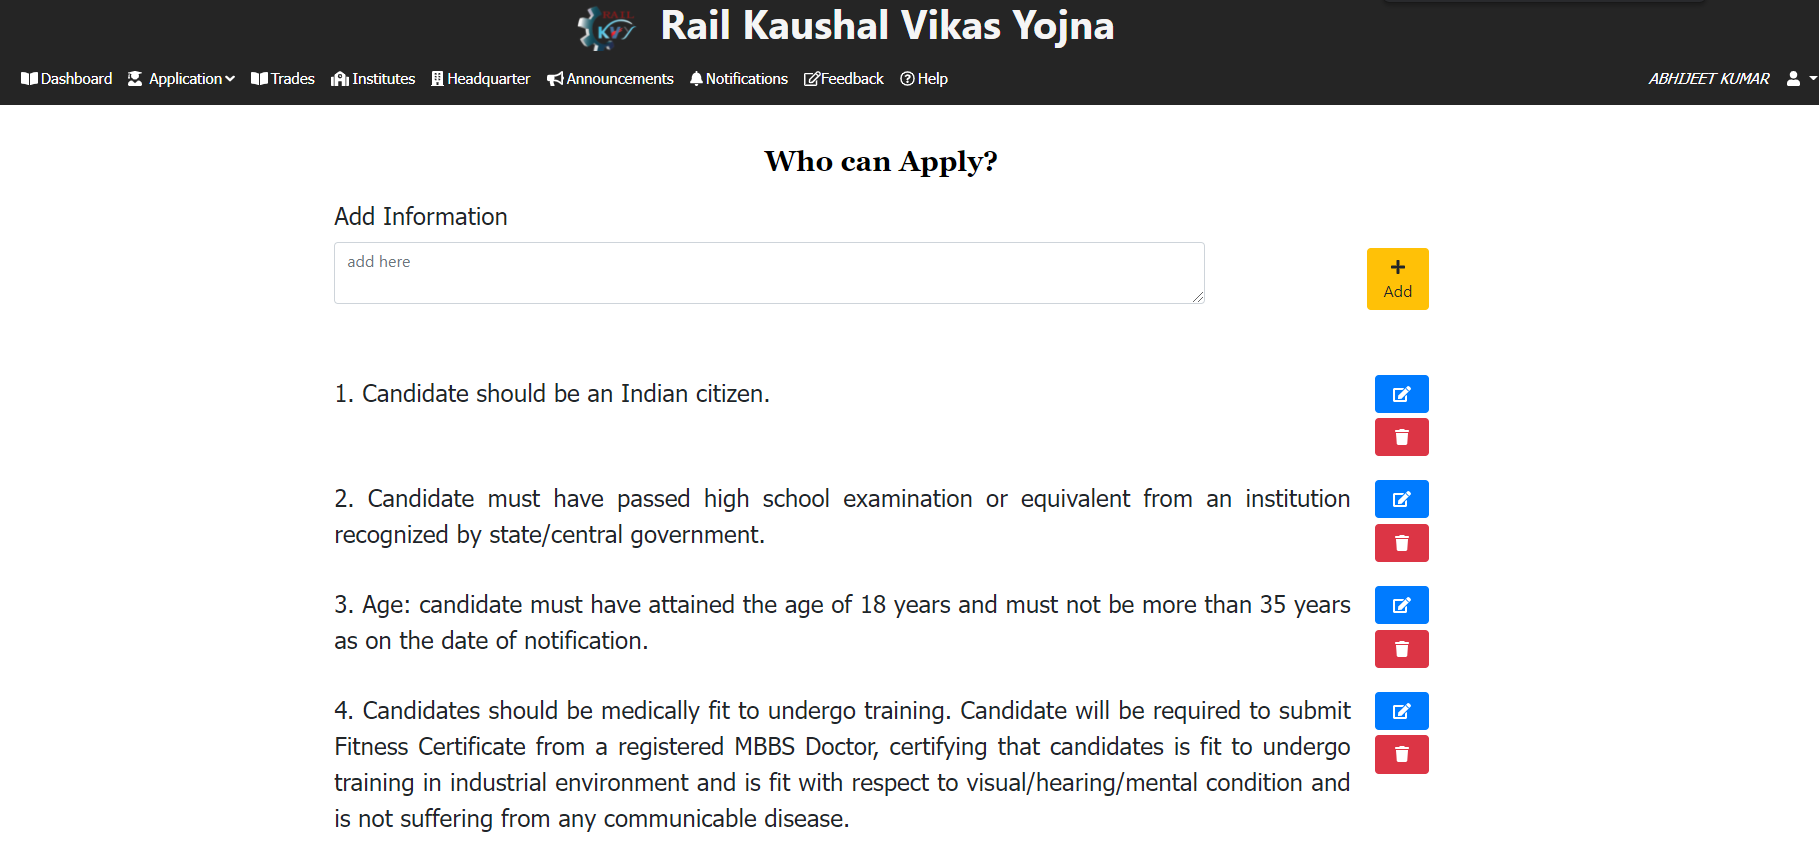 RAIL
KVY
Rail Kaushal Vikas Yojna
Dashboard Application Trades Institutes Headquarter Announcements Notifications Feedback Help ABHIJEET KUMAR
Who can Apply?
Add Information
add here
Add
1. Candidate should be an Indian citizen.
2. Candidate must have passed high school examination or equivalent from an institution
recognized by state/central government.
3. Age: candidate must have attained the age of 18 years and must not be more than 35 years
as on the date of notification.
4. Candidates should be medically fit to undergo training. Candidate will be required to submit
Fitness Certificate from a registered MBBS Doctor, certifying that candidates is fit to undergo
training in industrial environment and is fit with respect to visual/hearing/mental condition and
is not suffering from any communicable disease.